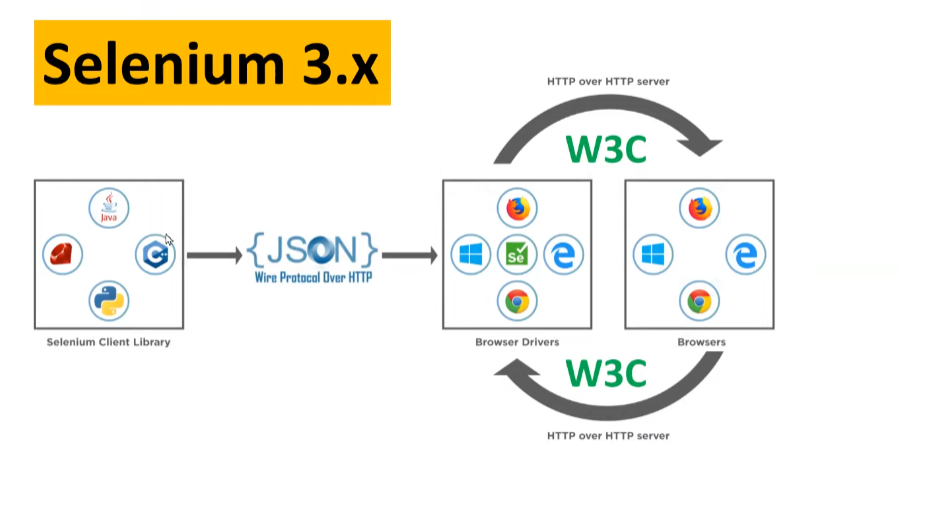 Selenium 3.x
HTTP over HTTP server
W3C
Java
C++
{JSON}
Wire Protocol Over HTTP
Se
Selenium Client Library
Browser Drivers
Browsers
W3C
HTTP over HTTP server